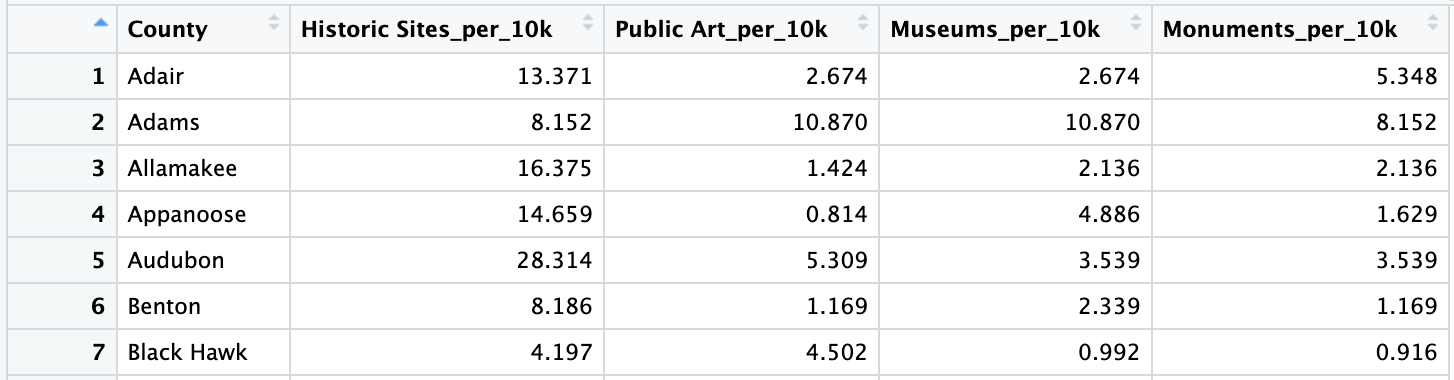 County Historic Sites_per_10k Public Art_per_10k Museums_per_10k Monuments_per_10k
1 Adair 13.371 2.674 2.674 5.348
2 Adams 8.152 10.870 10.870 8.152
3 Allamakee 16.375 1.424 2.136 2.136
4 Appanoose 14.659 0.814 4.886 1.629
5 Audubon 28.314 5.309 3.539 3.539
6 Benton 8.186 1.169 2.339 1.169
7 Black Hawk 4.197 4.502 0.992 0.916